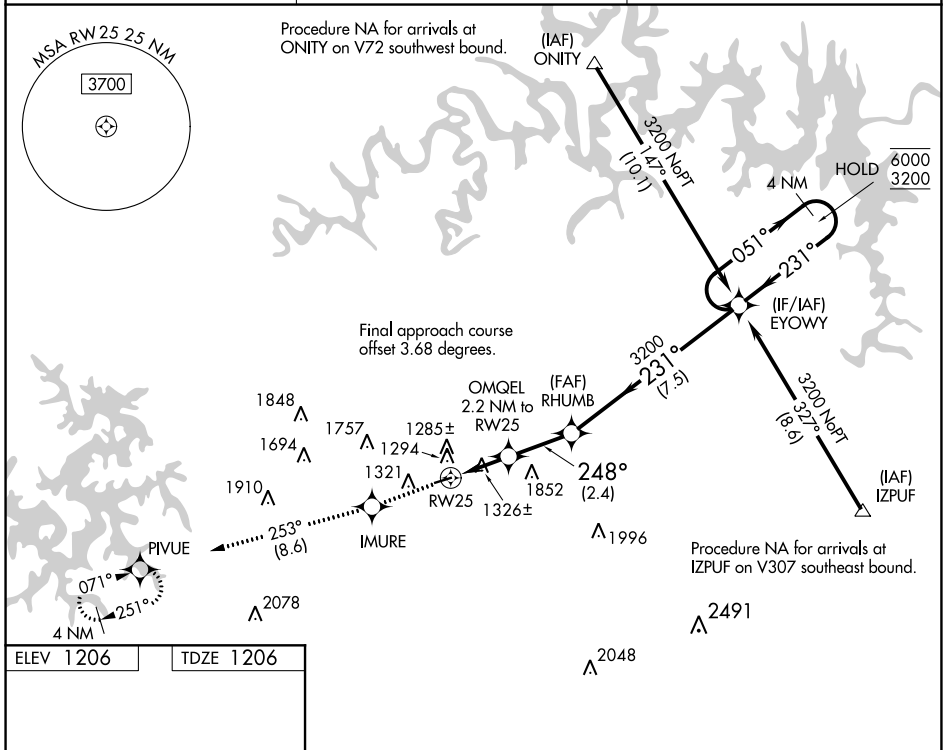 MSA RW25 25 NM
3700
Procedure NA for arrivals at
ONITY on V72 southwest bound.
(IAF)
ONITY
3200 NoPT
147°
(10.1)
4 NM
HOLD
6000
3200
051°
231°
(IF/IAF)
EYOWY
Final approach course
offset 3.68 degrees.
3200
231°
(7.5)
OMQEL
2.2 NM to
RW25
(FAF)
RHUMB
3200 NoPT
327°
(8.6)
1848
1694
1757
1285±
1294
1321
1910
RW25
1326±
1852
248°
(2.4)
(IAF)
IZPUF
253°
(8.6)
IMURE
1996
PIVUE
071°
251°
4 NM
Procedure NA for arrivals at
IZPUF on V307 southeast bound.
2078
2491
2048
ELEV 1206
TDZE 1206